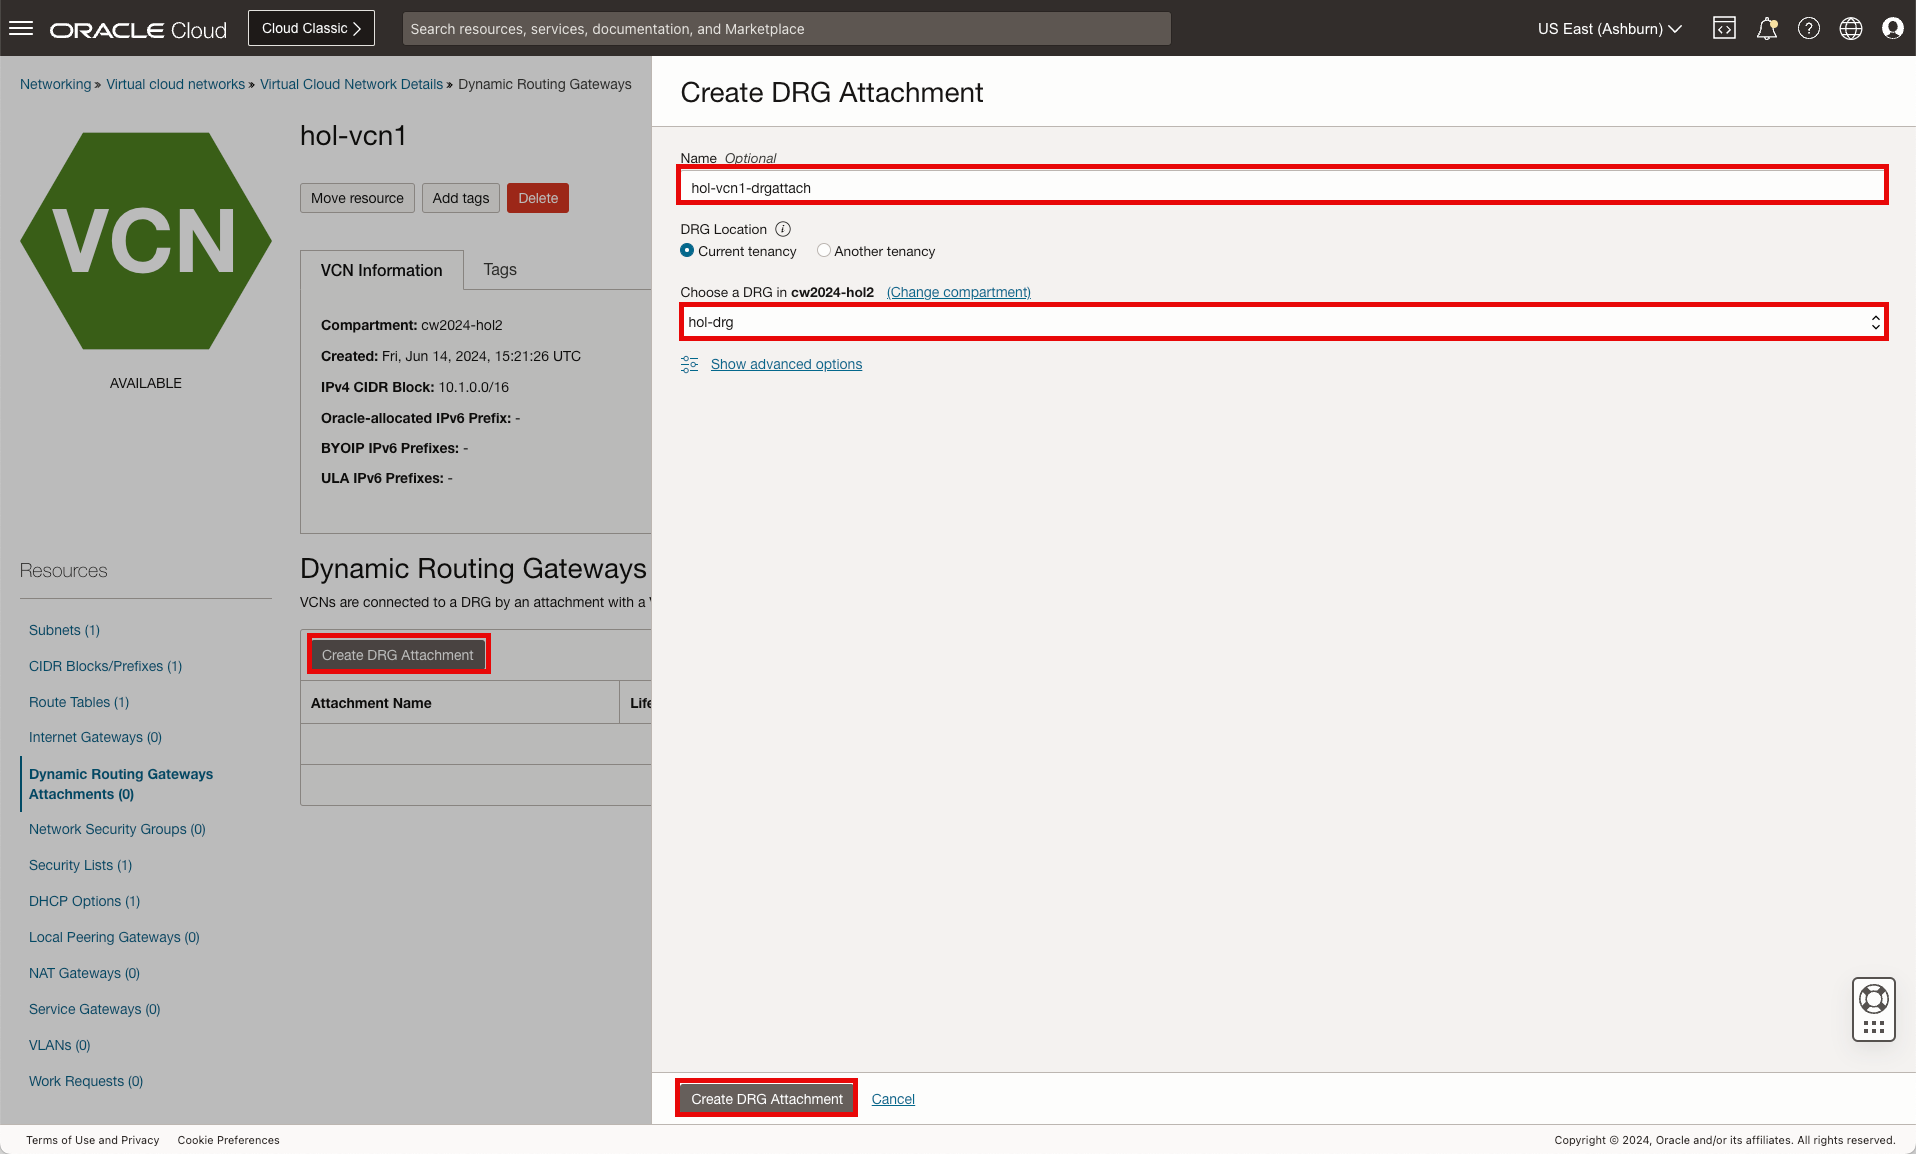 ORACLE Cloud
Cloud Classic
Search resources, services, documentation, and Marketplace
US East (Ashburn)
Networking » Virtual cloud networks » Virtual Cloud Network Details » Dynamic Routing Gateways
VCN
AVAILABLE
hol-vcn1
Move resource
Add tags
Delete
VCN Information
Tags
Compartment: cw2024-hol2
Created: Fri, Jun 14, 2024, 15:21:26 UTC
IPv4 CIDR Block: 10.1.0.0/16
Oracle-allocated IPv6 Prefix: -
BYOIP IPv6 Prefixes: -
ULA IPv6 Prefixes: -
Resources
Subnets (1)
CIDR Blocks/Prefixes (1)
Route Tables (1)
Internet Gateways (0)
Dynamic Routing Gateways
Attachments (0)
Network Security Groups (0)
Security Lists (1)
DHCP Options (1)
Local Peering Gateways (0)
NAT Gateways (0)
Service Gateways (0)
VLANs (0)
Work Requests (0)
Dynamic Routing Gateways
VCNs are connected to a DRG by an attachment with a
Create DRG Attachment
Attachment Name
Life
Create DRG Attachment
Name Optional
hol-vcn1-drgattach
DRG Location
Current tenancy
Another tenancy
Choose a DRG in cw2024-hol2 (Change compartment)
hol-drg
Show advanced options
Create DRG Attachment
Cancel
Terms of Use and Privacy
Cookie Preferences
Copyright © 2024, Oracle and/or its affiliates. All rights reserved.